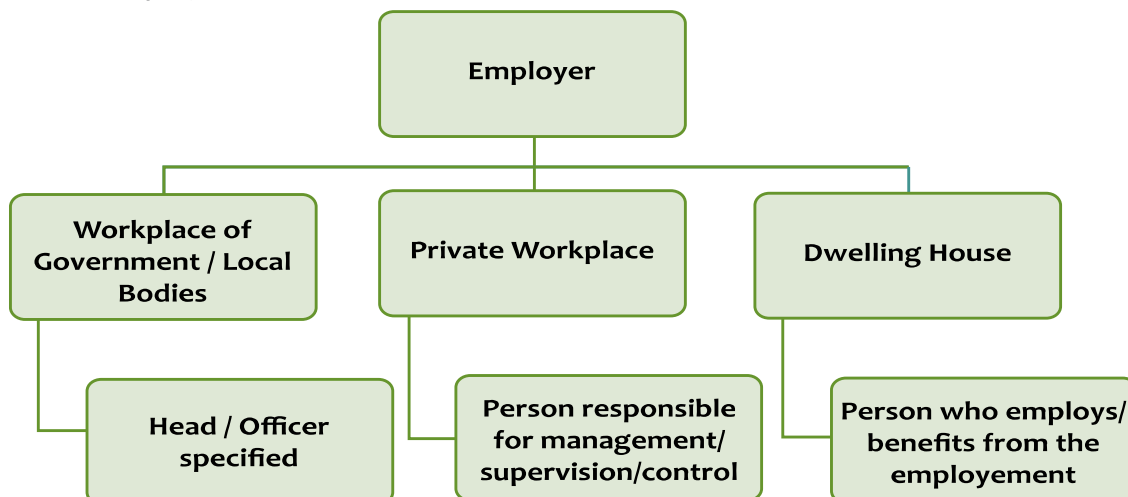 Employer
Workplace of
Government / Local
Bodies
Private Workplace
Dwelling House
Head / Officer
specified
Person responsible
for management/
supervision/control
Person who employs/
benefits from the
employement